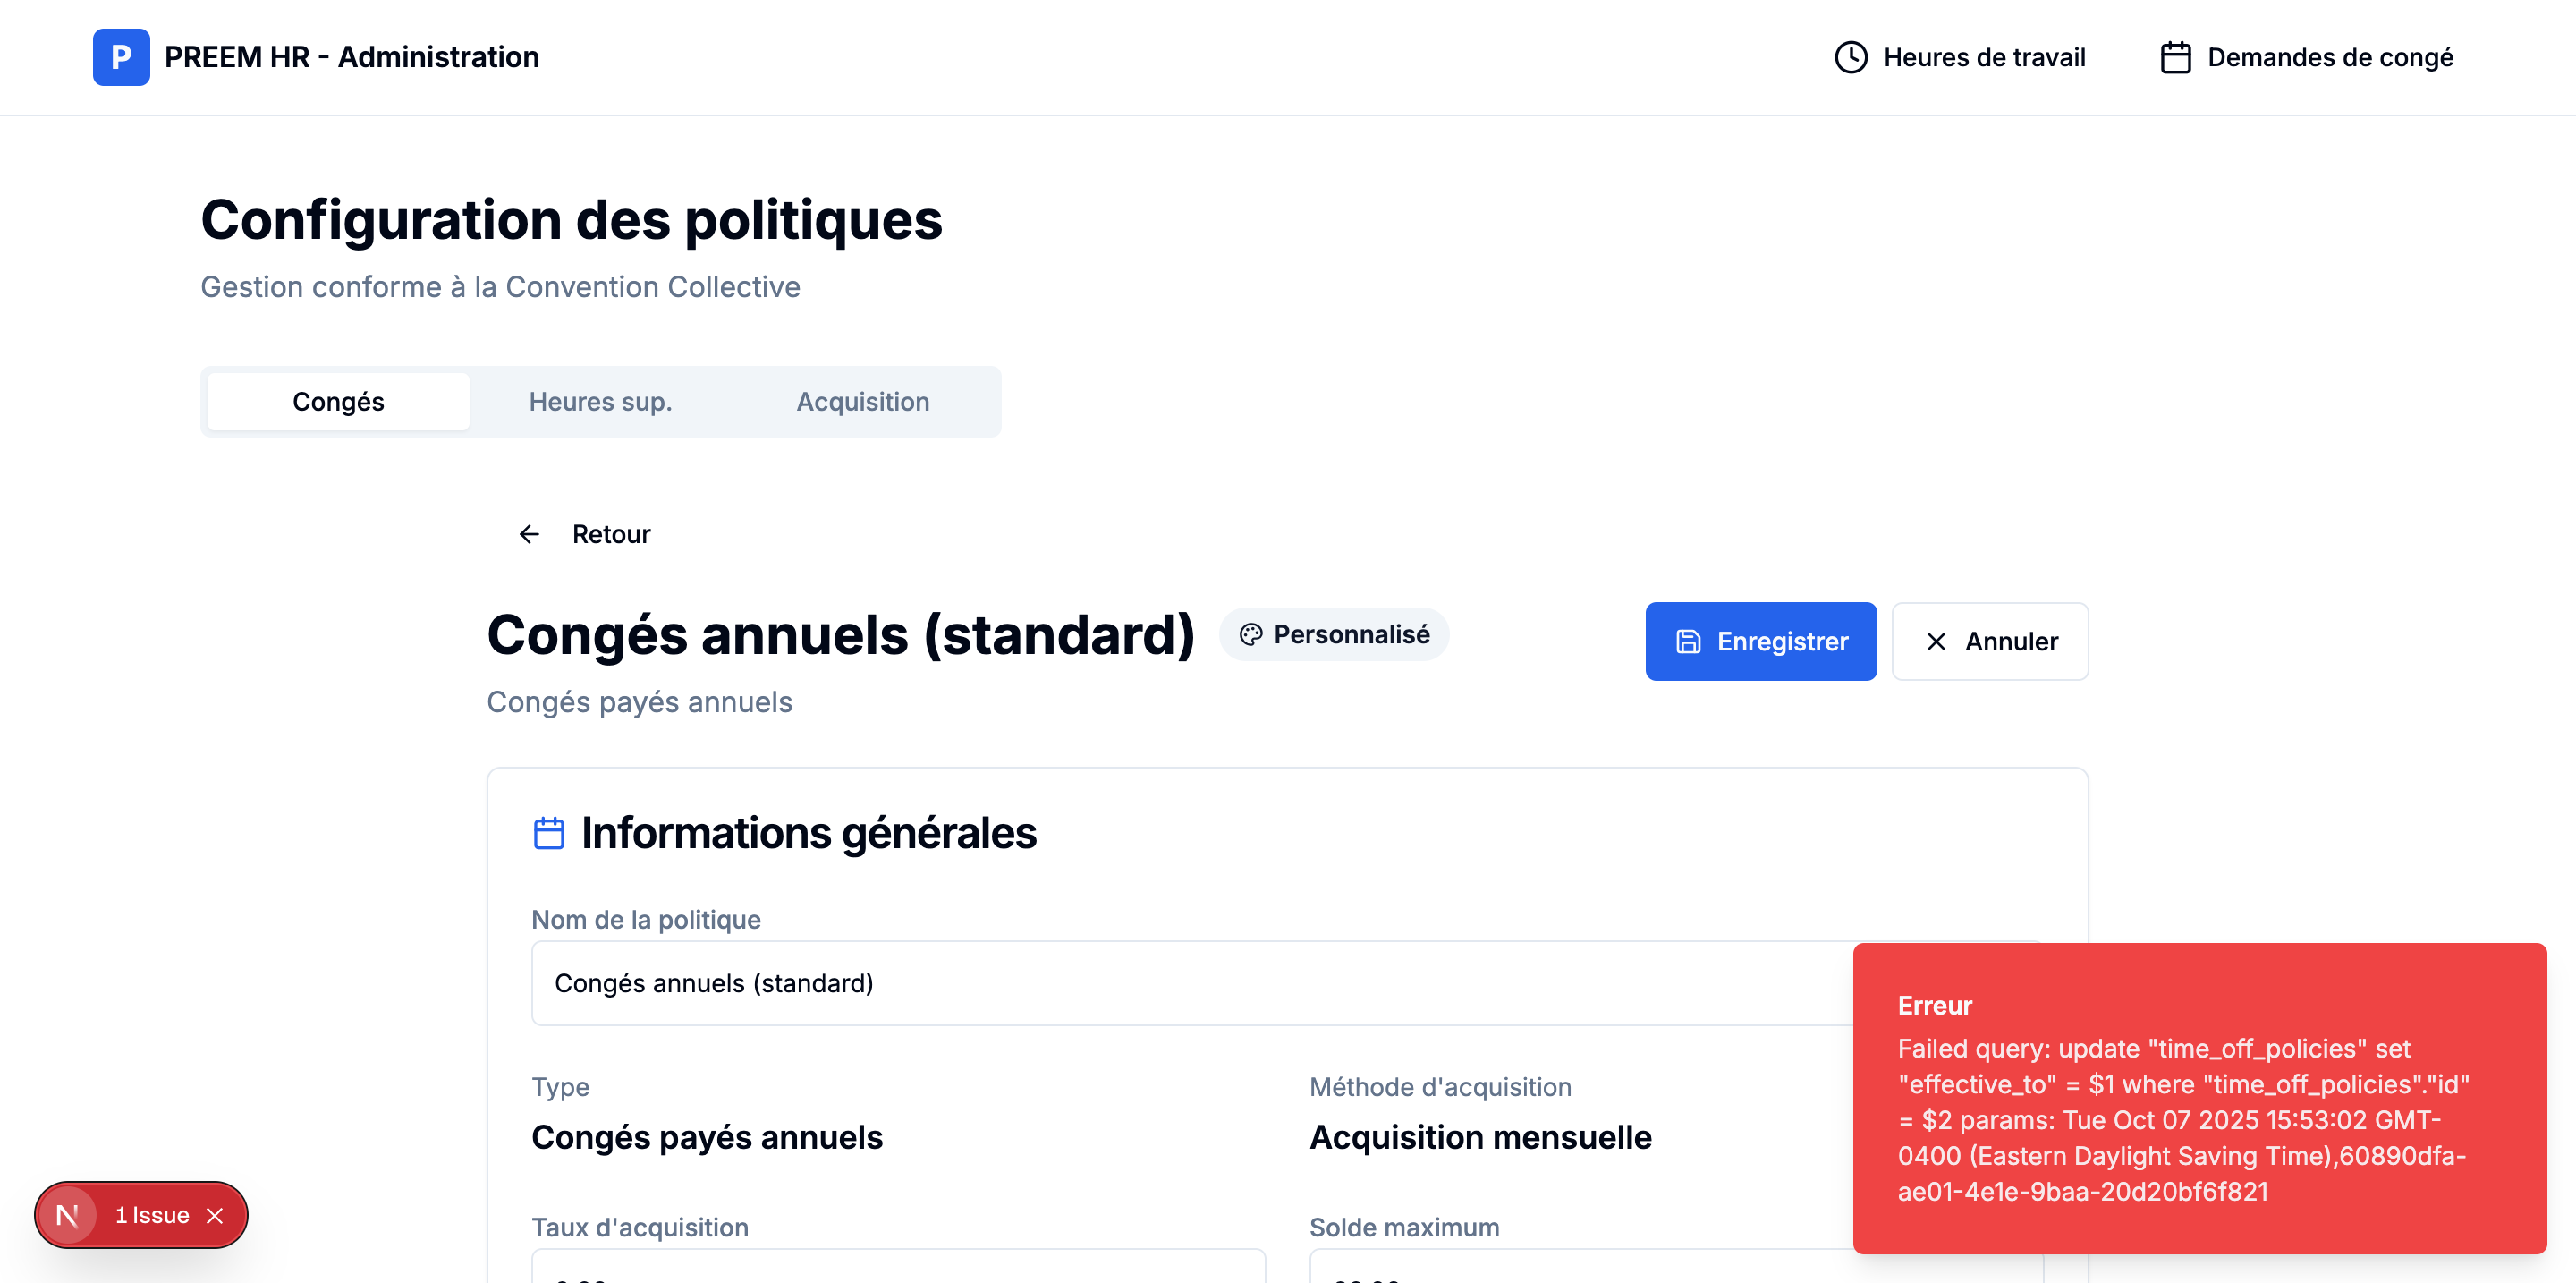 P PREEM HR - Administration
Heures de travail
Demandes de congé
Configuration des politiques
Gestion conforme à la Convention Collective
Congés
Heures sup.
Acquisition
Retour
Congés annuels (standard)
Personnalisé
Enregistrer
Annuler
Congés payés annuels
Informations générales
Nom de la politique
Congés annuels (standard)
Type
Méthode d'acquisition
Congés payés annuels
Acquisition mensuelle
Taux d'acquisition
Solde maximum
Erreur
Failed query: update "time_off_policies" set
"effective_to" = $1 where "time_off_policies"."id"
= $2 params: Tue Oct 07 2025 15:53:02 GMT-
0400 (Eastern Daylight Saving Time),60890dfa-
ae01-4e1e-9baa-20d20bf6f821
N 1 Issue